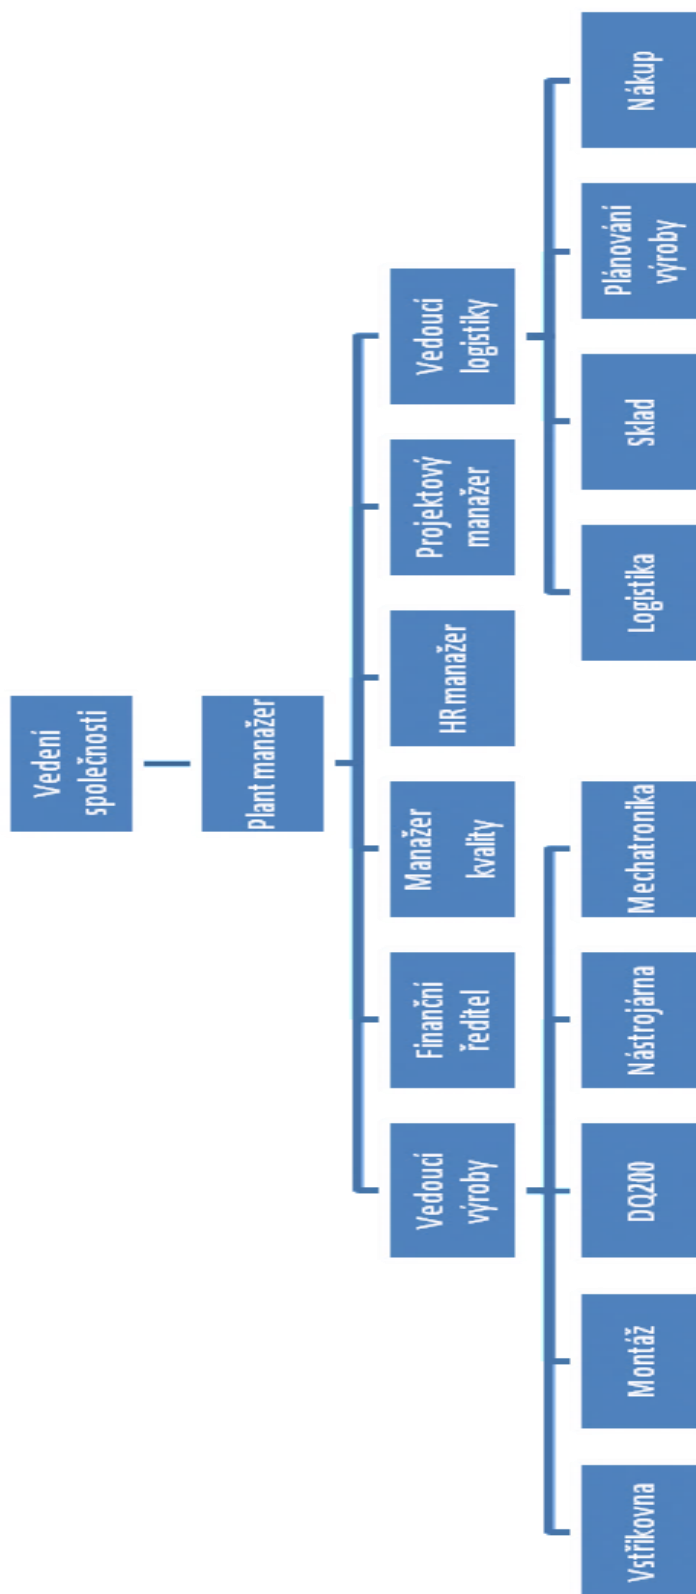 Vedení
společnosti
Plant manažer
Vedoucí
výroby
Finanční
ředitel
Manažer
kvality
HR manažer
Projektový
manažer
Vedoucí
logistiky
Vstřikovna
Montáž
DQ200
Nástrojárna
Mechatronika
Logistika
Sklad
Plánování
výroby
Nákup